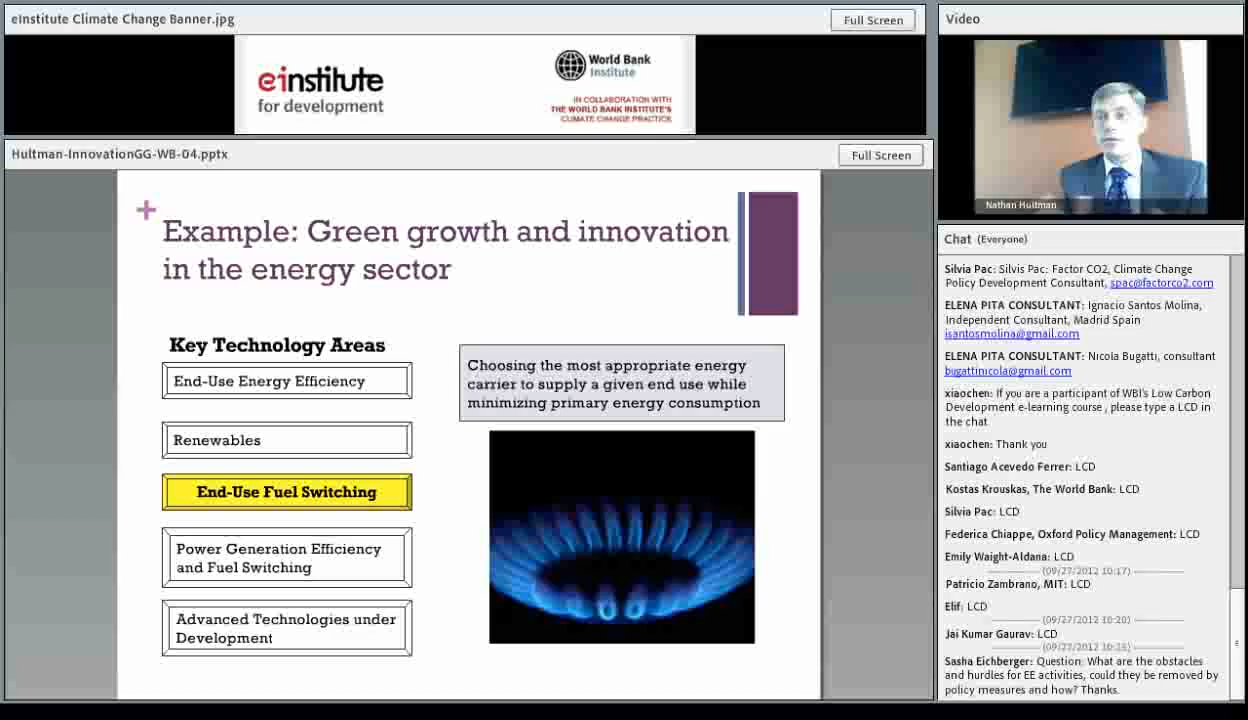 eInstitute Climate Change Banner.jpg
Full Screen
einstitute
for development
World Bank
Institute
IN COLLABORATION WITH
THE WORLD BANK INSTITUTE'S
CLIMATE CHANGE PRACTICE
Hultman-InnovationGG-WB-04.pptx
Full Screen
+
Example: Green growth and innovation
in the energy sector
Key Technology Areas
End-Use Energy Efficiency
Renewables
End-Use Fuel Switching
Power Generation Efficiency
and Fuel Switching
Advanced Technologies under
Development
Choosing the most appropriate energy
carrier to supply a given end use while
minimizing primary energy consumption
Video
Nathan Hultman
Chat (Everyone)
Silvia Pac: Silvis Pac: Factor CO2, Climate Change
Policy Development Consultant, spac@factorco2.com
ELENA PITA CONSULTANT: Ignacio Santos Molina,
Independent Consultant, Madrid Spain
isantosmolina@gmail.com
ELENA PITA CONSULTANT: Nicola Bugatti, consultant
bugattinicola@gmail.com
xiaochen: If you are a participant of WBI's Low Carbon
Development e-learning course , please type a LCD in
the chat
xiaochen: Thank you
Santiago Acevedo Ferrer: LCD
Kostas Krouskas, The World Bank: LCD
Silvia Pac: LCD
Federica Chiappe, Oxford Policy Management: LCD
Emily Waight-Aldana: LCD
(09/27/2012 10:17)
Patricio Zambrano, MIT: LCD
Elif: LCD
(09/27/2012 10:20)
Jai Kumar Gaurav: LCD
Sasha Eichberger: Question: What are the obstacles
and hurdles for EE activities, could they be removed by
policy measures and how? Thanks.